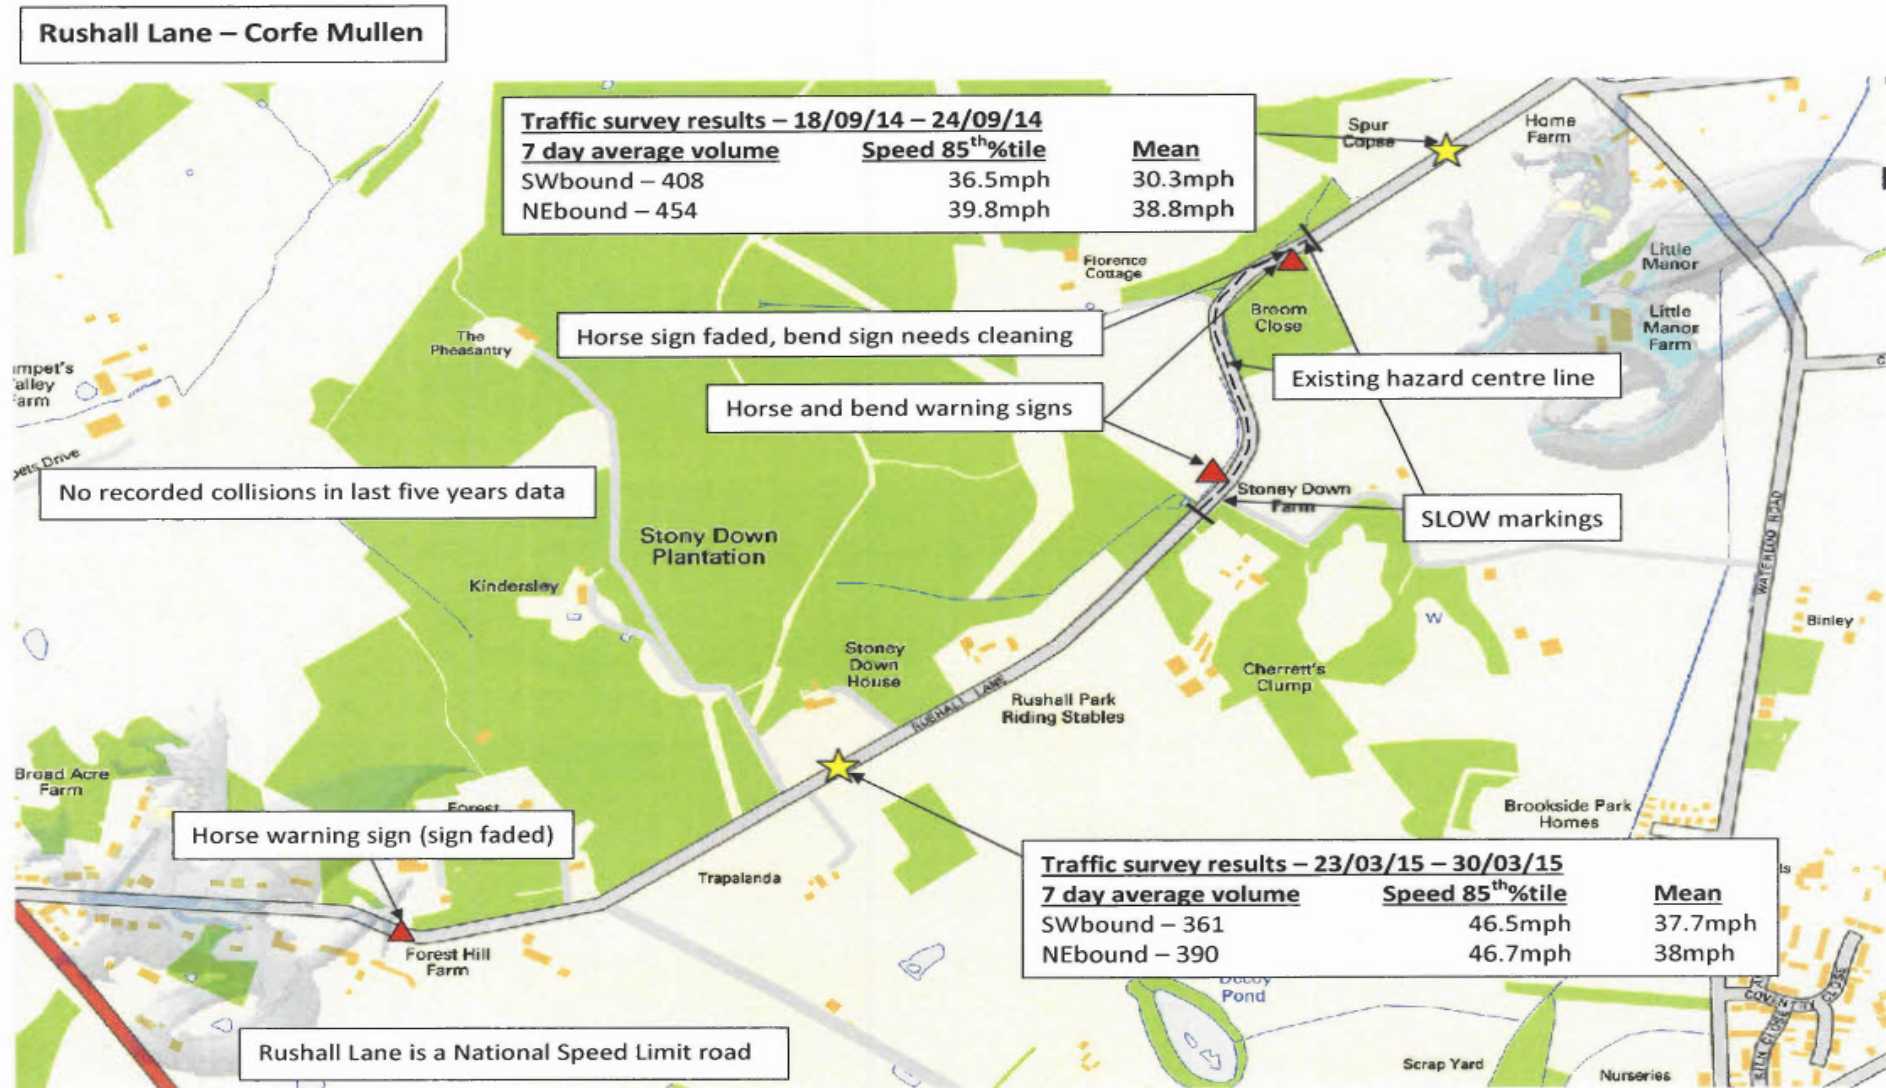 Rushall Lane – Corfe Mullen
Traffic survey results – 18/09/14 – 24/09/14
7 day average volume Speed 85th%tile Mean
SWbound – 408 36.5mph 30.3mph
NEbound – 454 39.8mph 38.8mph
Spur
Copse
Home
Farm
Little
Manor
Little
Manor
Farm
Florence
Cottage
Broom
Close
The
Pheasantry
Horse sign faded, bend sign needs cleaning
Existing hazard centre line
Horse and bend warning signs
Farm
Drive
No recorded collisions in last five years data
Stoney Down
Farm
SLOW markings
WATERLOO ROAD
Stony Down
Plantation
Kindersley
W
Binley
Stoney
Down
House
Cherrett's
Clump
RUSHALL LANE
Rushall Park
Riding Stables
Broad Acre
Farm
Forest
Brookside Park
Homes
Horse warning sign (sign faded)
Trapalanda
Traffic survey results – 23/03/15 – 30/03/15
7 day average volume Speed 85th%tile Mean
SWbound – 361 46.5mph 37.7mph
NEbound – 390 46.7mph 38mph
Forest Hill
Farm
Decoy
Pond
COVENTRY CLOSE
KILN CLOSE
Rushall Lane is a National Speed Limit road
Scrap Yard
Nurseries